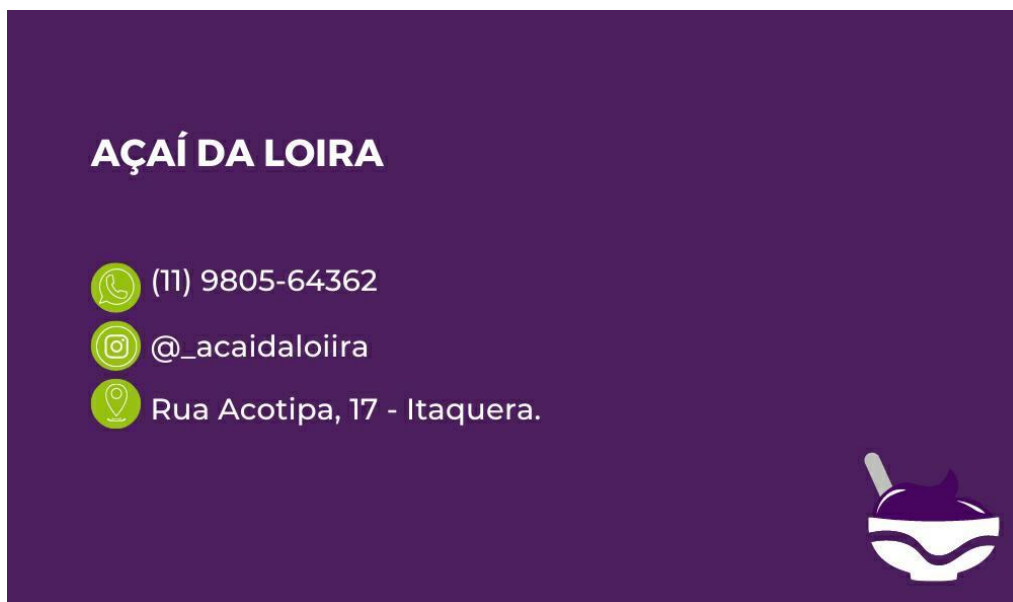 AÇAÍ DA LOIRA
(11) 9805-64362
@_acaidaloiira
Rua Acotipa, 17 - Itaquera.